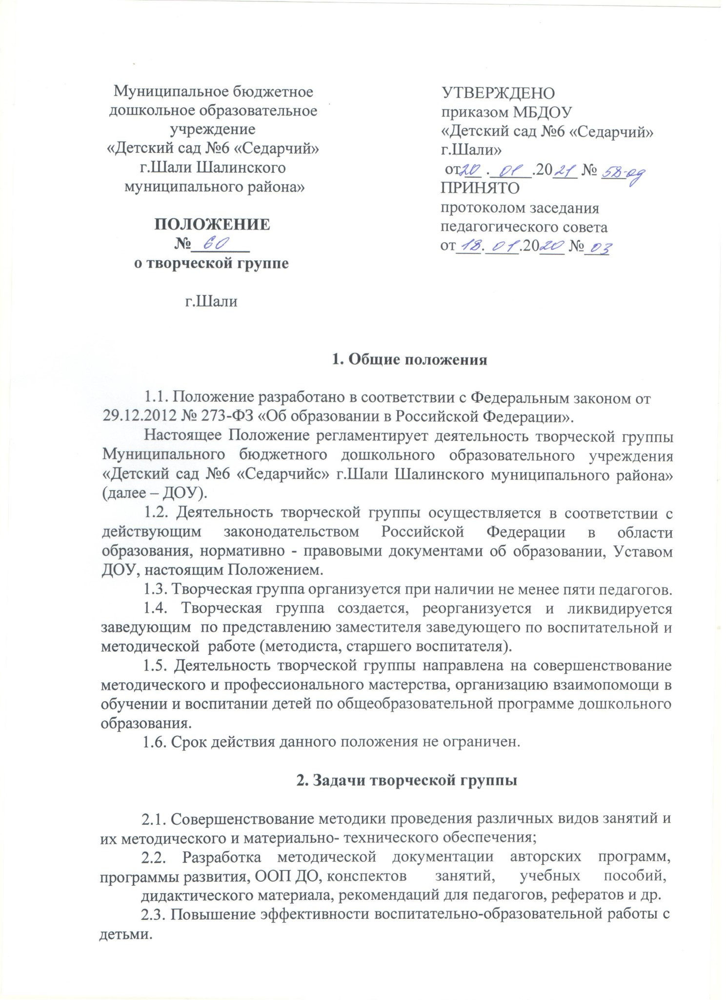 Муниципальное бюджетное
дошкольное образовательное
учреждение
«Детский сад №6 «Седарчий»
г.Шали Шалинского
муниципального района»
ПОЛОЖЕНИЕ
№ 60
о творческой группе
г.Шали
УТВЕРЖДЕНО
приказом МБДОУ
«Детский сад №6 «Седарчий»
г.Шали»
от 20 . 01 .20 21 № 58-од
ПРИНЯТО
протоколом заседания
педагогического совета
от 18. 01.2020 № 03
1. Общие положения
1.1. Положение разработано в соответствии с Федеральным законом от
29.12.2012 № 273-ФЗ «Об образовании в Российской Федерации».
Настоящее Положение регламентирует деятельность творческой группы
Муниципального бюджетного дошкольного образовательного учреждения
«Детский сад №6 «Седарчийс» г.Шали Шалинского муниципального района»
(далее – ДОУ).
1.2. Деятельность творческой группы осуществляется в соответствии с
действующим законодательством Российской Федерации в области
образования, нормативно - правовыми документами об образовании, Уставом
ДОУ, настоящим Положением.
1.3. Творческая группа организуется при наличии не менее пяти педагогов.
1.4. Творческая группа создается, реорганизуется и ликвидируется
заведующим по представлению заместителя заведующего по воспитательной и
методической работе (методиста, старшего воспитателя).
1.5. Деятельность творческой группы направлена на совершенствование
методического и профессионального мастерства, организацию взаимопомощи в
обучении и воспитании детей по общеобразовательной программе дошкольного
образования.
1.6. Срок действия данного положения не ограничен.
2. Задачи творческой группы
2.1. Совершенствование методики проведения различных видов занятий и
их методического и материально- технического обеспечения;
2.2. Разработка методической документации авторских программ,
программы развития, ООП ДО, конспектов занятий, учебных пособий,
дидактического материала, рекомендаций для педагогов, рефератов и др.
2.3. Повышение эффективности воспитательно-образовательной работы с
детьми.